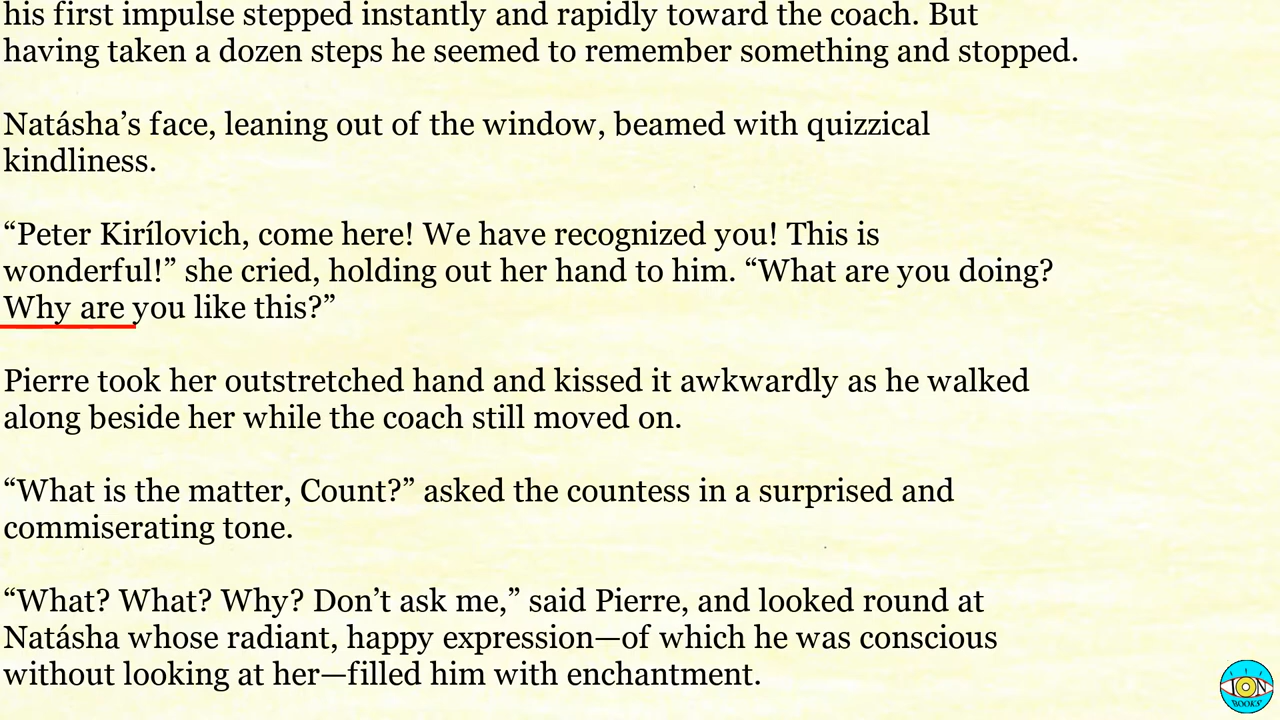 his first impulse stepped instantly and rapidly toward the coach. But
having taken a dozen steps he seemed to remember something and stopped.
Natásha’s face, leaning out of the window, beamed with quizzical
kindliness.
“Peter Kirílovich, come here! We have recognized you! This is
wonderful!” she cried, holding out her hand to him. “What are you doing?
Why are you like this?”
Pierre took her outstretched hand and kissed it awkwardly as he walked
along beside her while the coach still moved on.
“What is the matter, Count?” asked the countess in a surprised and
commiserating tone.
“What? What? Why? Don’t ask me,” said Pierre, and looked round at
Natásha whose radiant, happy expression—of which he was conscious
without looking at her—filled him with enchantment.
ION
BOOKS